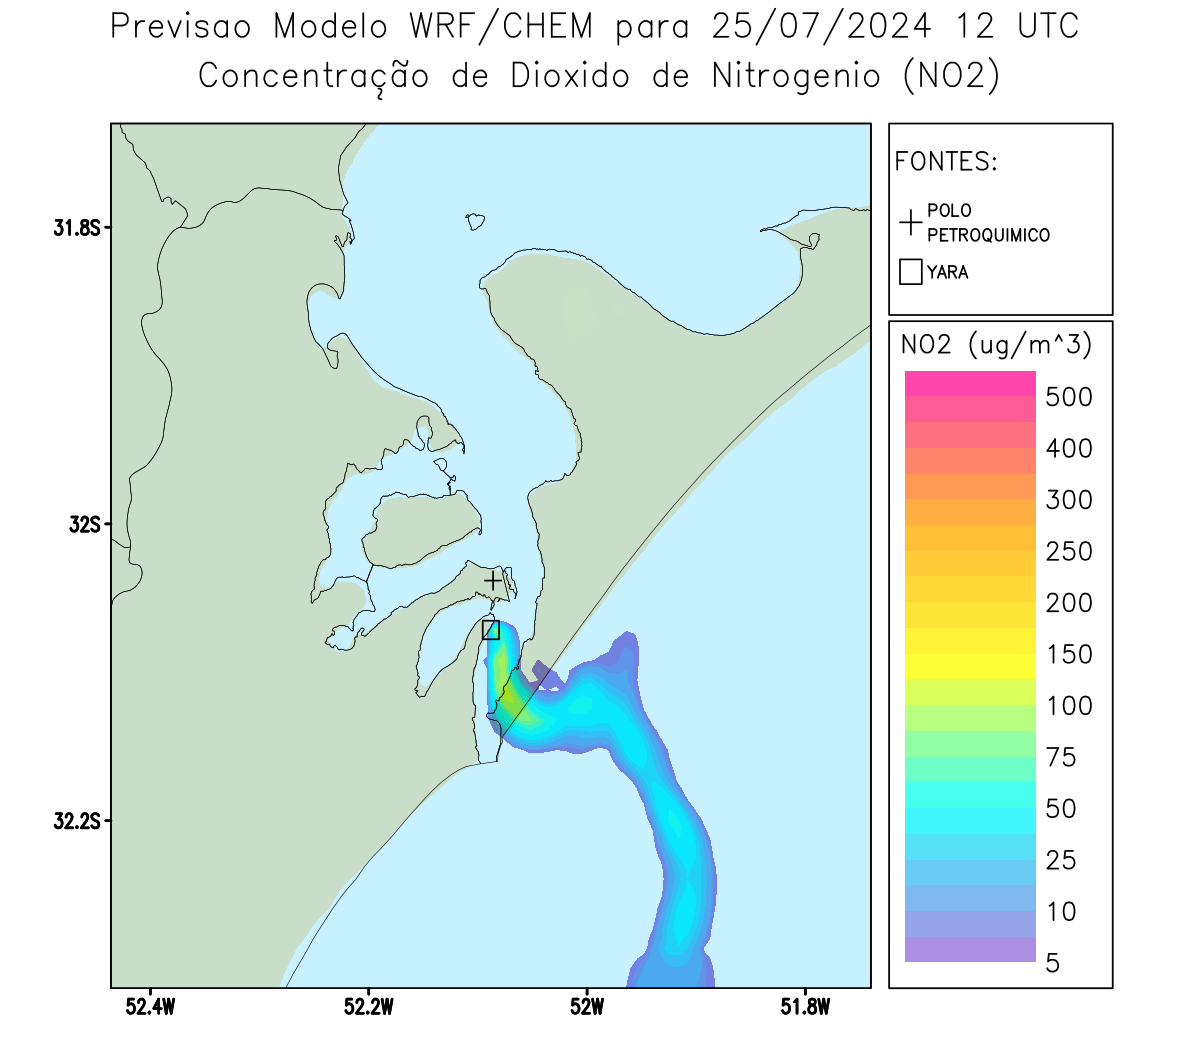 Previsao Modelo WRF/CHEM para 25/07/2024 12 UTC
Concentração de Dioxido de Nitrogenio (NO2)
FONTES:
POLO
PETROQUIMICO
YARA
NO2 (ug/m^3)
500
400
300
250
200
150
100
75
50
25
10
5
31.8S
32S
32.2S
52.4W
52.2W
52W
51.8W